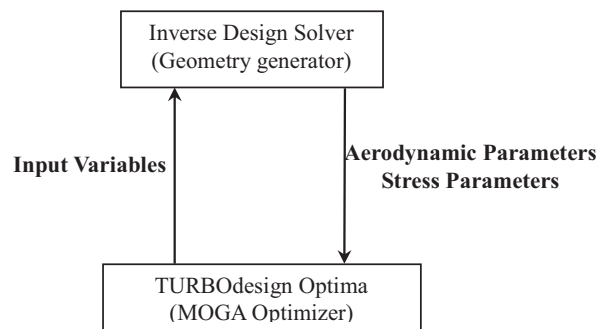 Inverse Design Solver
(Geometry generator)
Input Variables
Aerodynamic Parameters
Stress Parameters
TURBOdesign Optima
(MOGA Optimizer)